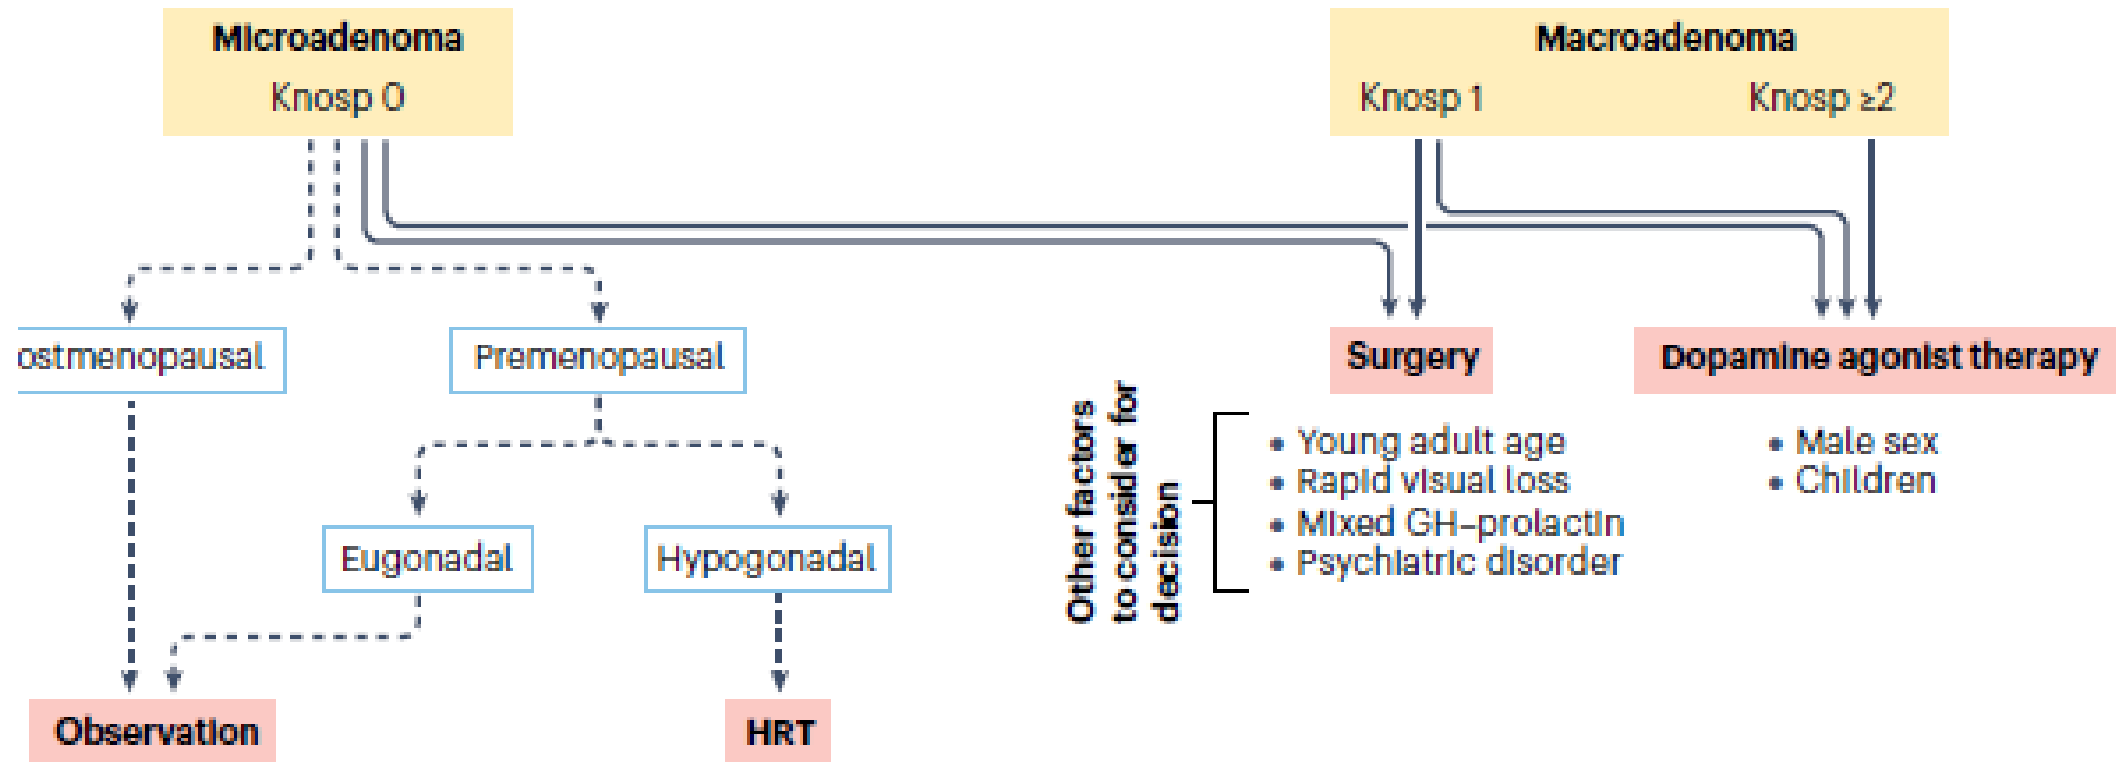 Microadenoma
Knosp 0
Macroadenoma
Knosp 1
Knosp ≥2
ostmenopausal
Premenopausal
Surgery
Dopamine agonist therapy
Other factors
to consider for
decision
• Young adult age
• Rapid visual loss
• Mixed GH–prolactin
• Psychiatric disorder
• Male sex
• Children
Eugonadal
Hypogonadal
Observation
HRT